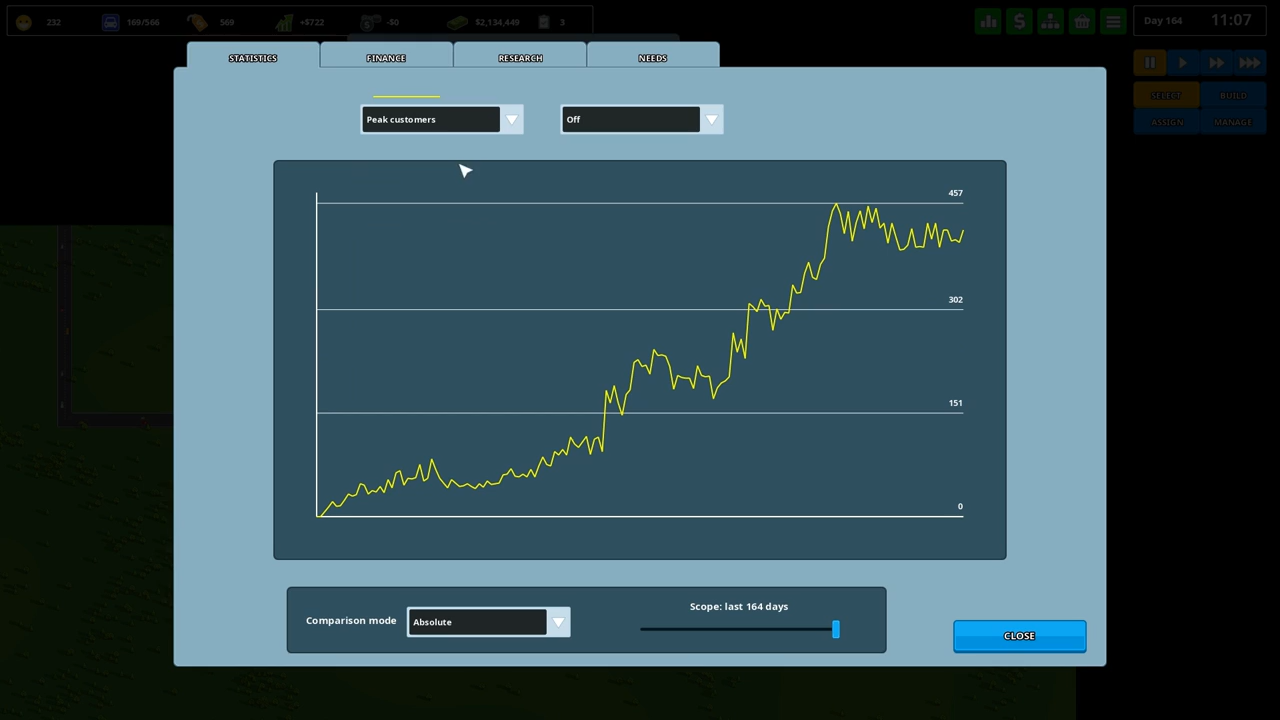 232 169/566 569 +$722 -$0 $2,134,449 3 Day 164 11:07
STATISTICS FINANCE RESEARCH NEEDS
SELECT BUILD
ASSIGN MANAGE
Peak customers Off
457
302
151
0
Scope: last 164 days
Comparison mode Absolute
CLOSE